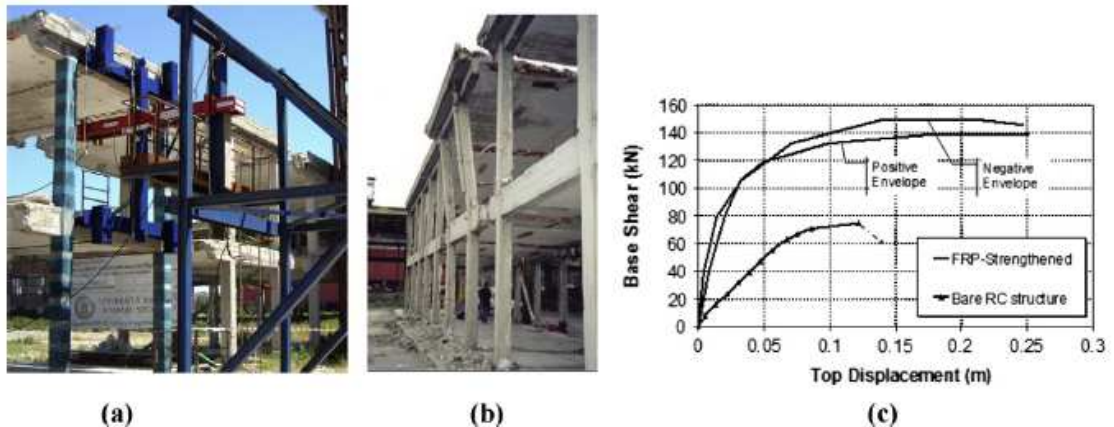 160
140
120
100
80
60
40
20
0
Base Shear (kN)
Positive
Envelope
Negative
Envelope
FRP-Strengthened
Bare RC structure
0
0.05
0.1
0.15
0.2
0.25
0.3
Top Displacement (m)
(a)
(b)
(c)